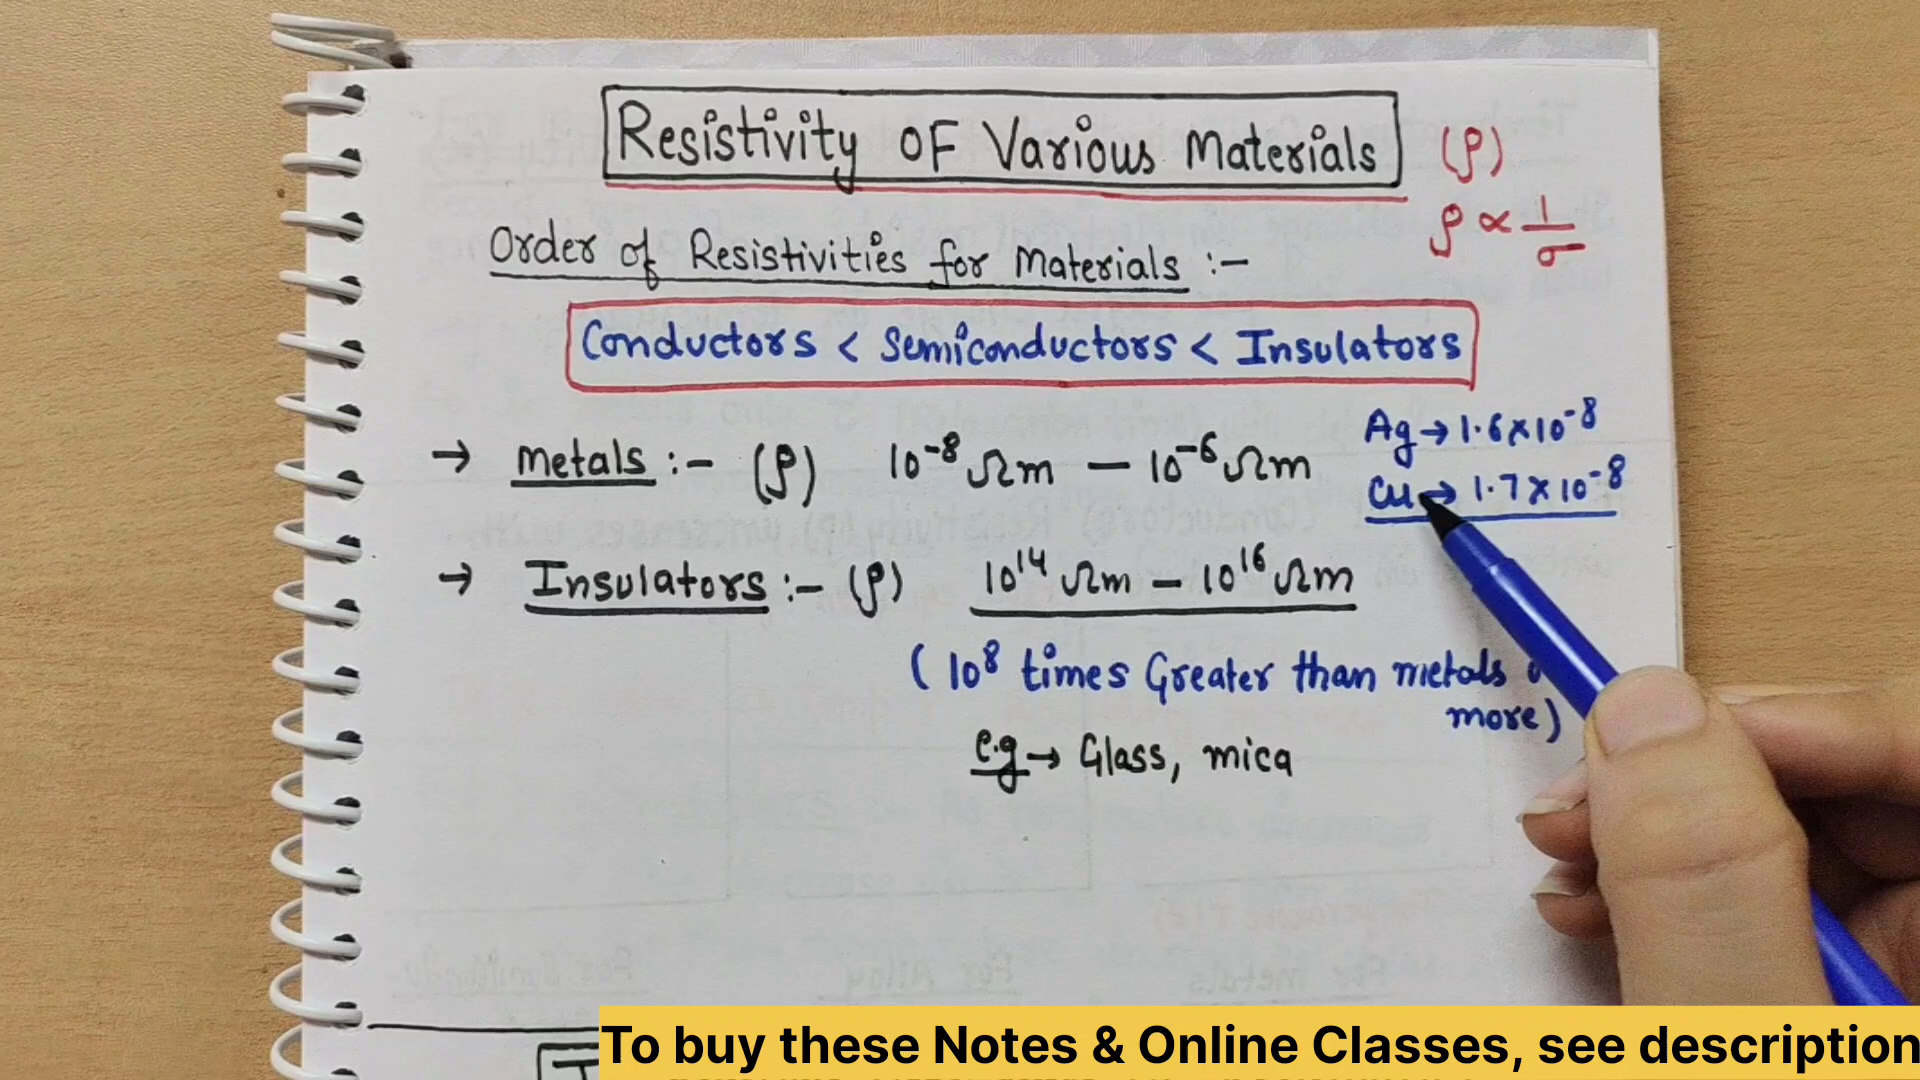 Resistivity OF Various Materials (ρ)
ρ ∝ 1/σ
Order of Resistivities for Materials :-
Conductors < Semiconductors < Insulators
Ag → 1.6×10⁻⁸
→ Metals :- (ρ) 10⁻⁸ Ωm — 10⁻⁶ Ωm
Cu → 1.7×10⁻⁸
→ Insulators :- (ρ) 10¹⁴ Ωm — 10¹⁶ Ωm
( 10⁸ times Greater than metals
more)
e.g → Glass, mica
To buy these Notes & Online Classes, see description